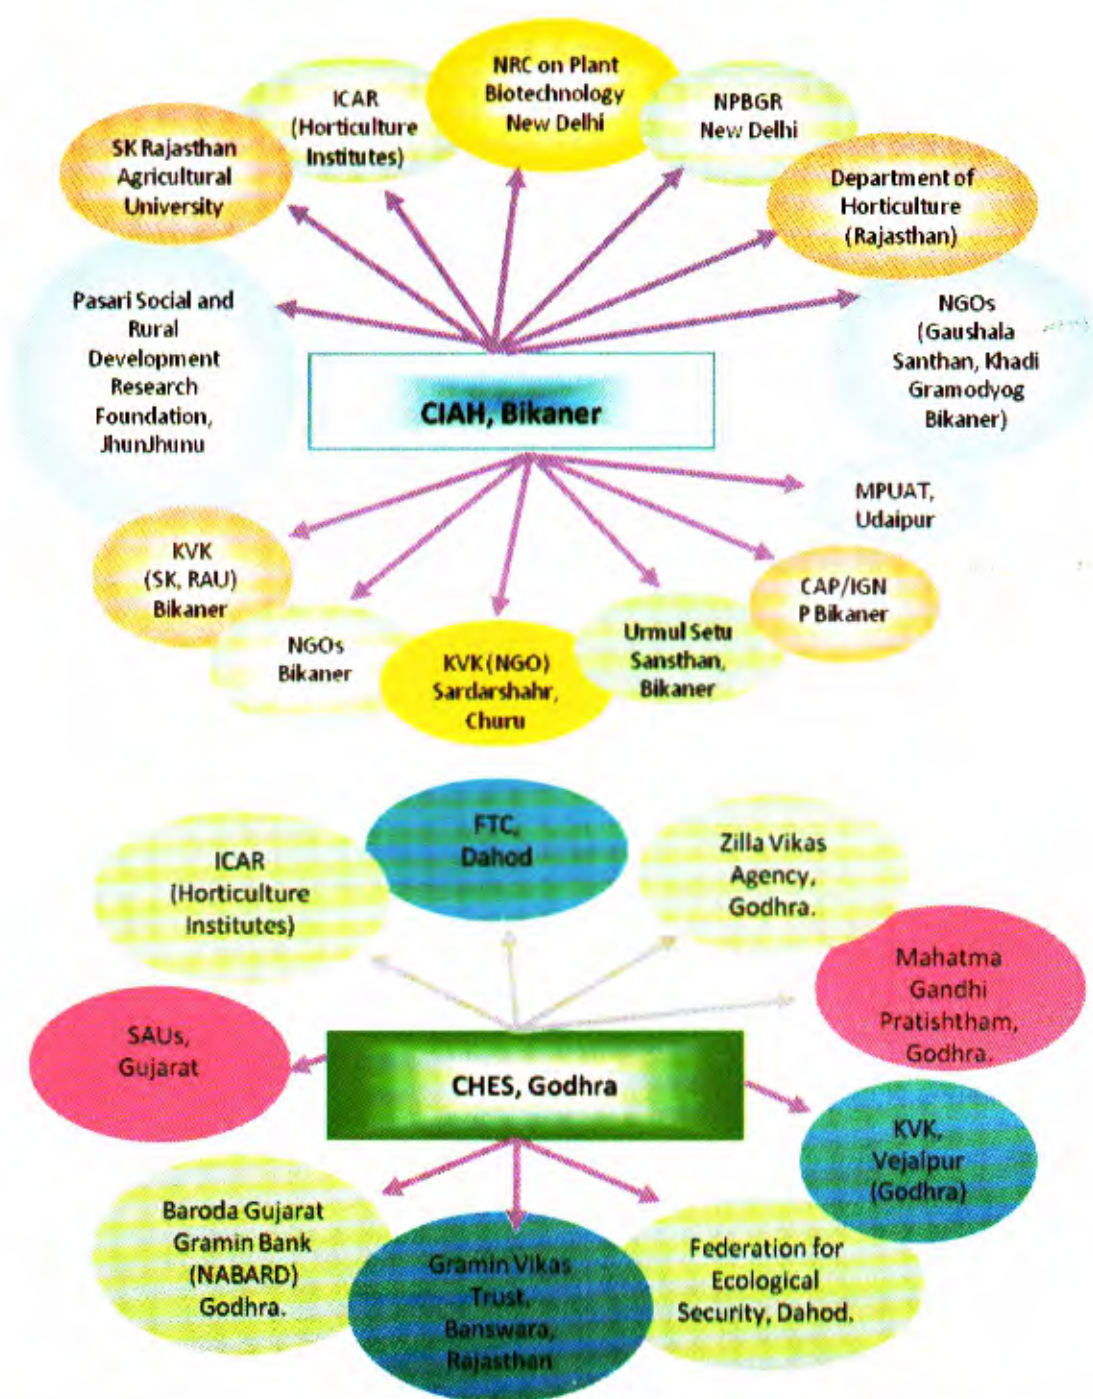 NRC on Plant
Biotechnology
New Delhi
ICAR
(Horticulture
Institutes)
NPBGR
New Delhi
SK Rajasthan
Agricultural
University
Department of
Horticulture
(Rajasthan)
Pasari Social and
Rural
Development
Research
Foundation,
JhunJhunu
NGOs
(Gaushala
Santhan, Khadi
Gramodyog
Bikaner)
CIAH, Bikaner
MPUAT,
Udaipur
KVK
(SK, RAU)
Bikaner
CAP/IGN
P Bikaner
NGOs
Bikaner
Urmul Setu
Sansthan,
Bikaner
KVK (NGO)
Sardarshahr,
Churu
FTC,
Dahod
ICAR
(Horticulture
Institutes)
Zilla Vikas
Agency,
Godhra.
Mahatma
Gandhi
Pratishtham,
Godhra.
SAUs,
Gujarat
CHES, Godhra
KVK,
Vejalpur
(Godhra)
Baroda Gujarat
Gramin Bank
(NABARD)
Godhra.
Gramin Vikas
Trust,
Banswara,
Rajasthan
Federation for
Ecological
Security, Dahod.